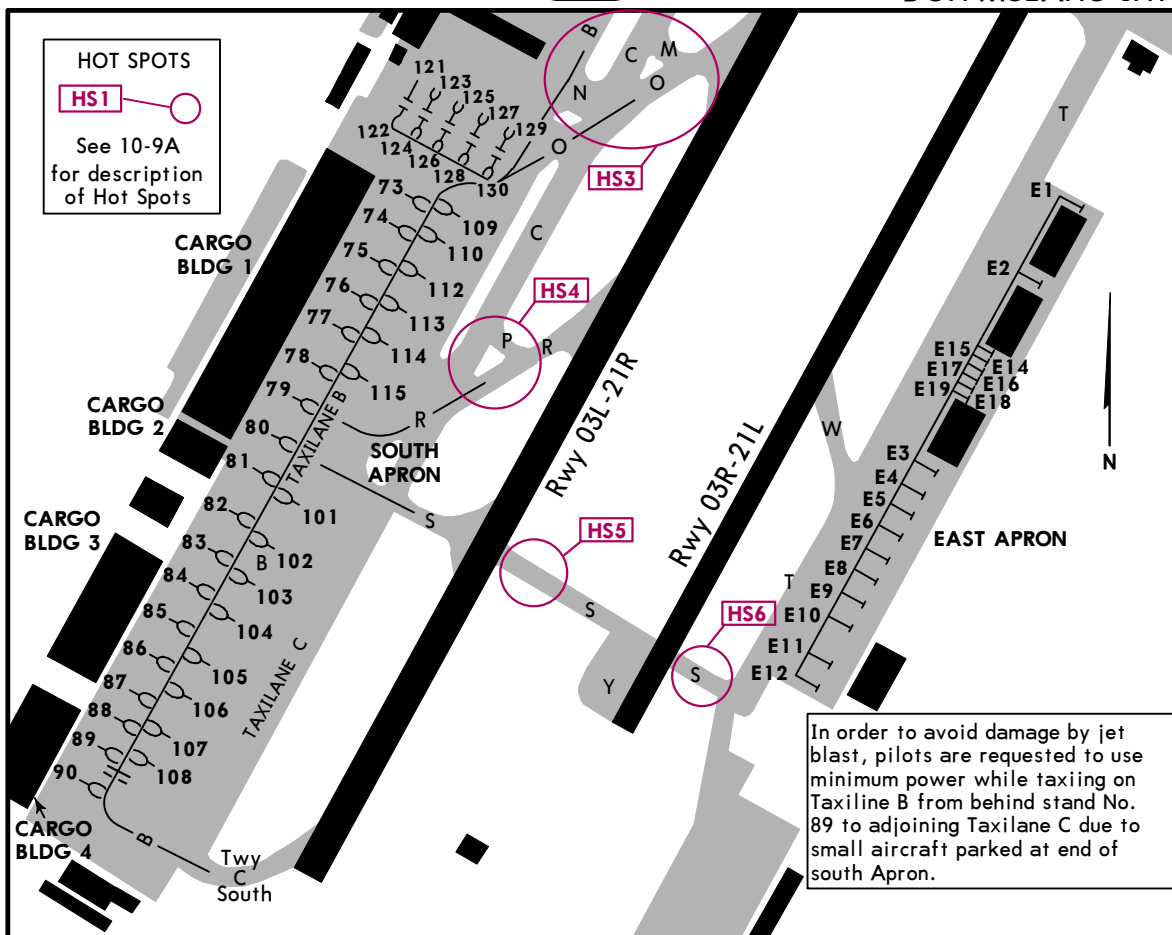 HOT SPOTS
HS1
See 10-9A
for description
of Hot Spots
B
C
M
N
O
O
HS3
T
121
123
125
127
129
122
124
126
128
130
73
109
74
110
75
112
76
113
77
114
78
115
79
80
81
101
82
102
83
103
84
104
85
105
86
106
87
107
88
108
89
90
CARGO
BLDG 1
CARGO
BLDG 2
CARGO
BLDG 3
CARGO
BLDG 4
C
HS4
P
R
R
TAXILANE B
SOUTH
APRON
S
B
TAXILANE C
B
Twy
C
South
Rwy 03L-21R
Rwy 03R-21L
HS5
S
HS6
S
Y
W
T
E1
E2
E15
E17
E19
E14
E16
E18
E3
E4
E5
E6
E7
E8
E9
E10
E11
E12
EAST APRON
N
In order to avoid damage by jet
blast, pilots are requested to use
minimum power while taxiing on
Taxiline B from behind stand No.
89 to adjoining Taxilane C due to
small aircraft parked at end of
south Apron.